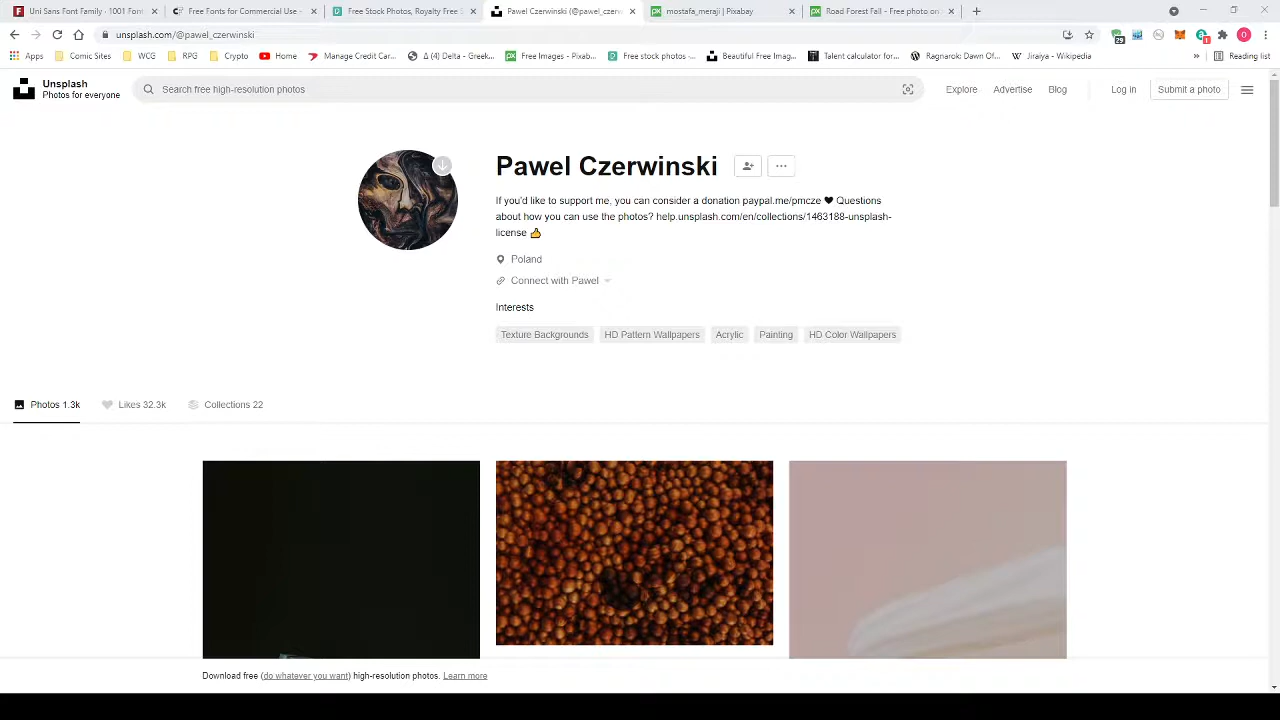 Uni Sans Font Family · 1001 Font
Free Fonts for Commercial Use ·
Free Stock Photos, Royalty Free S
Pawel Czerwinski (@pawel_czerw
mostafa_meraji | Pixabay
Road Forest Fall - Free photo on
unsplash.com/@pawel_czerwinski
Apps
Casino
WCG
RPG
Crypto
Home
Manage Credit Car...
Δ (4) Delta - Greek...
Free Images - Pixab...
Free stock photos ·...
Beautiful Free Imag...
Talent calculator for...
Ragnarok: Dawn Of...
Jiraiya - Wikipedia
»
Reading list
Unsplash
Photos for everyone
Search free high-resolution photos
Explore
Advertise
Blog
Log in
Submit a photo
Pawel Czerwinski
If you'd like to support me, you can consider a donation paypal.me/pmcze ❤ Questions
about how you can use the photos? help.unsplash.com/en/collections/1463188-unsplash-
license 👍
Poland
Connect with Pawel
Interests
Texture Backgrounds
HD Pattern Wallpapers
Acrylic
Painting
HD Color Wallpapers
Photos 1.3k
Likes 32.3k
Collections 22
Download free (do whatever you want) high-resolution photos. Learn more